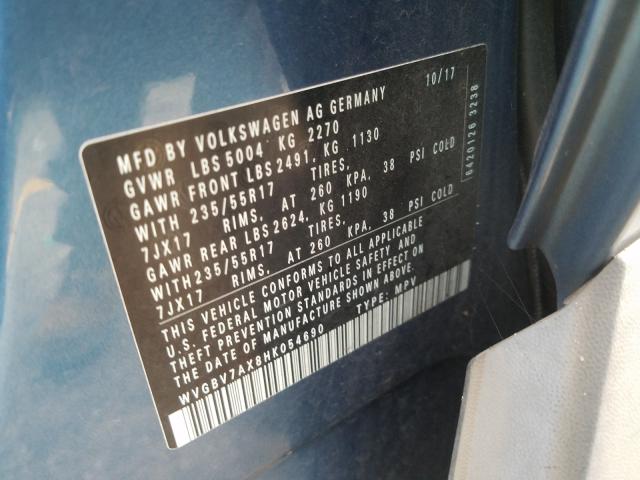 MFD BY VOLKSWAGEN AG GERMANY 10/17
GVWR LBS 5004 KG 2270
GAWR FRONT LBS 2491, KG 1130
WITH 235/55R17 TIRES,
7JX17 RIMS, AT 260 KPA, 38 PSI COLD
GAWR REAR LBS 2624, KG 1190
WITH 235/55R17 TIRES,
7JX17 RIMS, AT 260 KPA, 38 PSI COLD
THIS VEHICLE CONFORMS TO ALL APPLICABLE
U.S. FEDERAL MOTOR VEHICLE SAFETY AND
THEFT PREVENTION STANDARDS IN EFFECT ON
THE DATE OF MANUFACTURE SHOWN ABOVE.
WVGBV7AX8HK054690 TYPE: MPV
6420126 3238